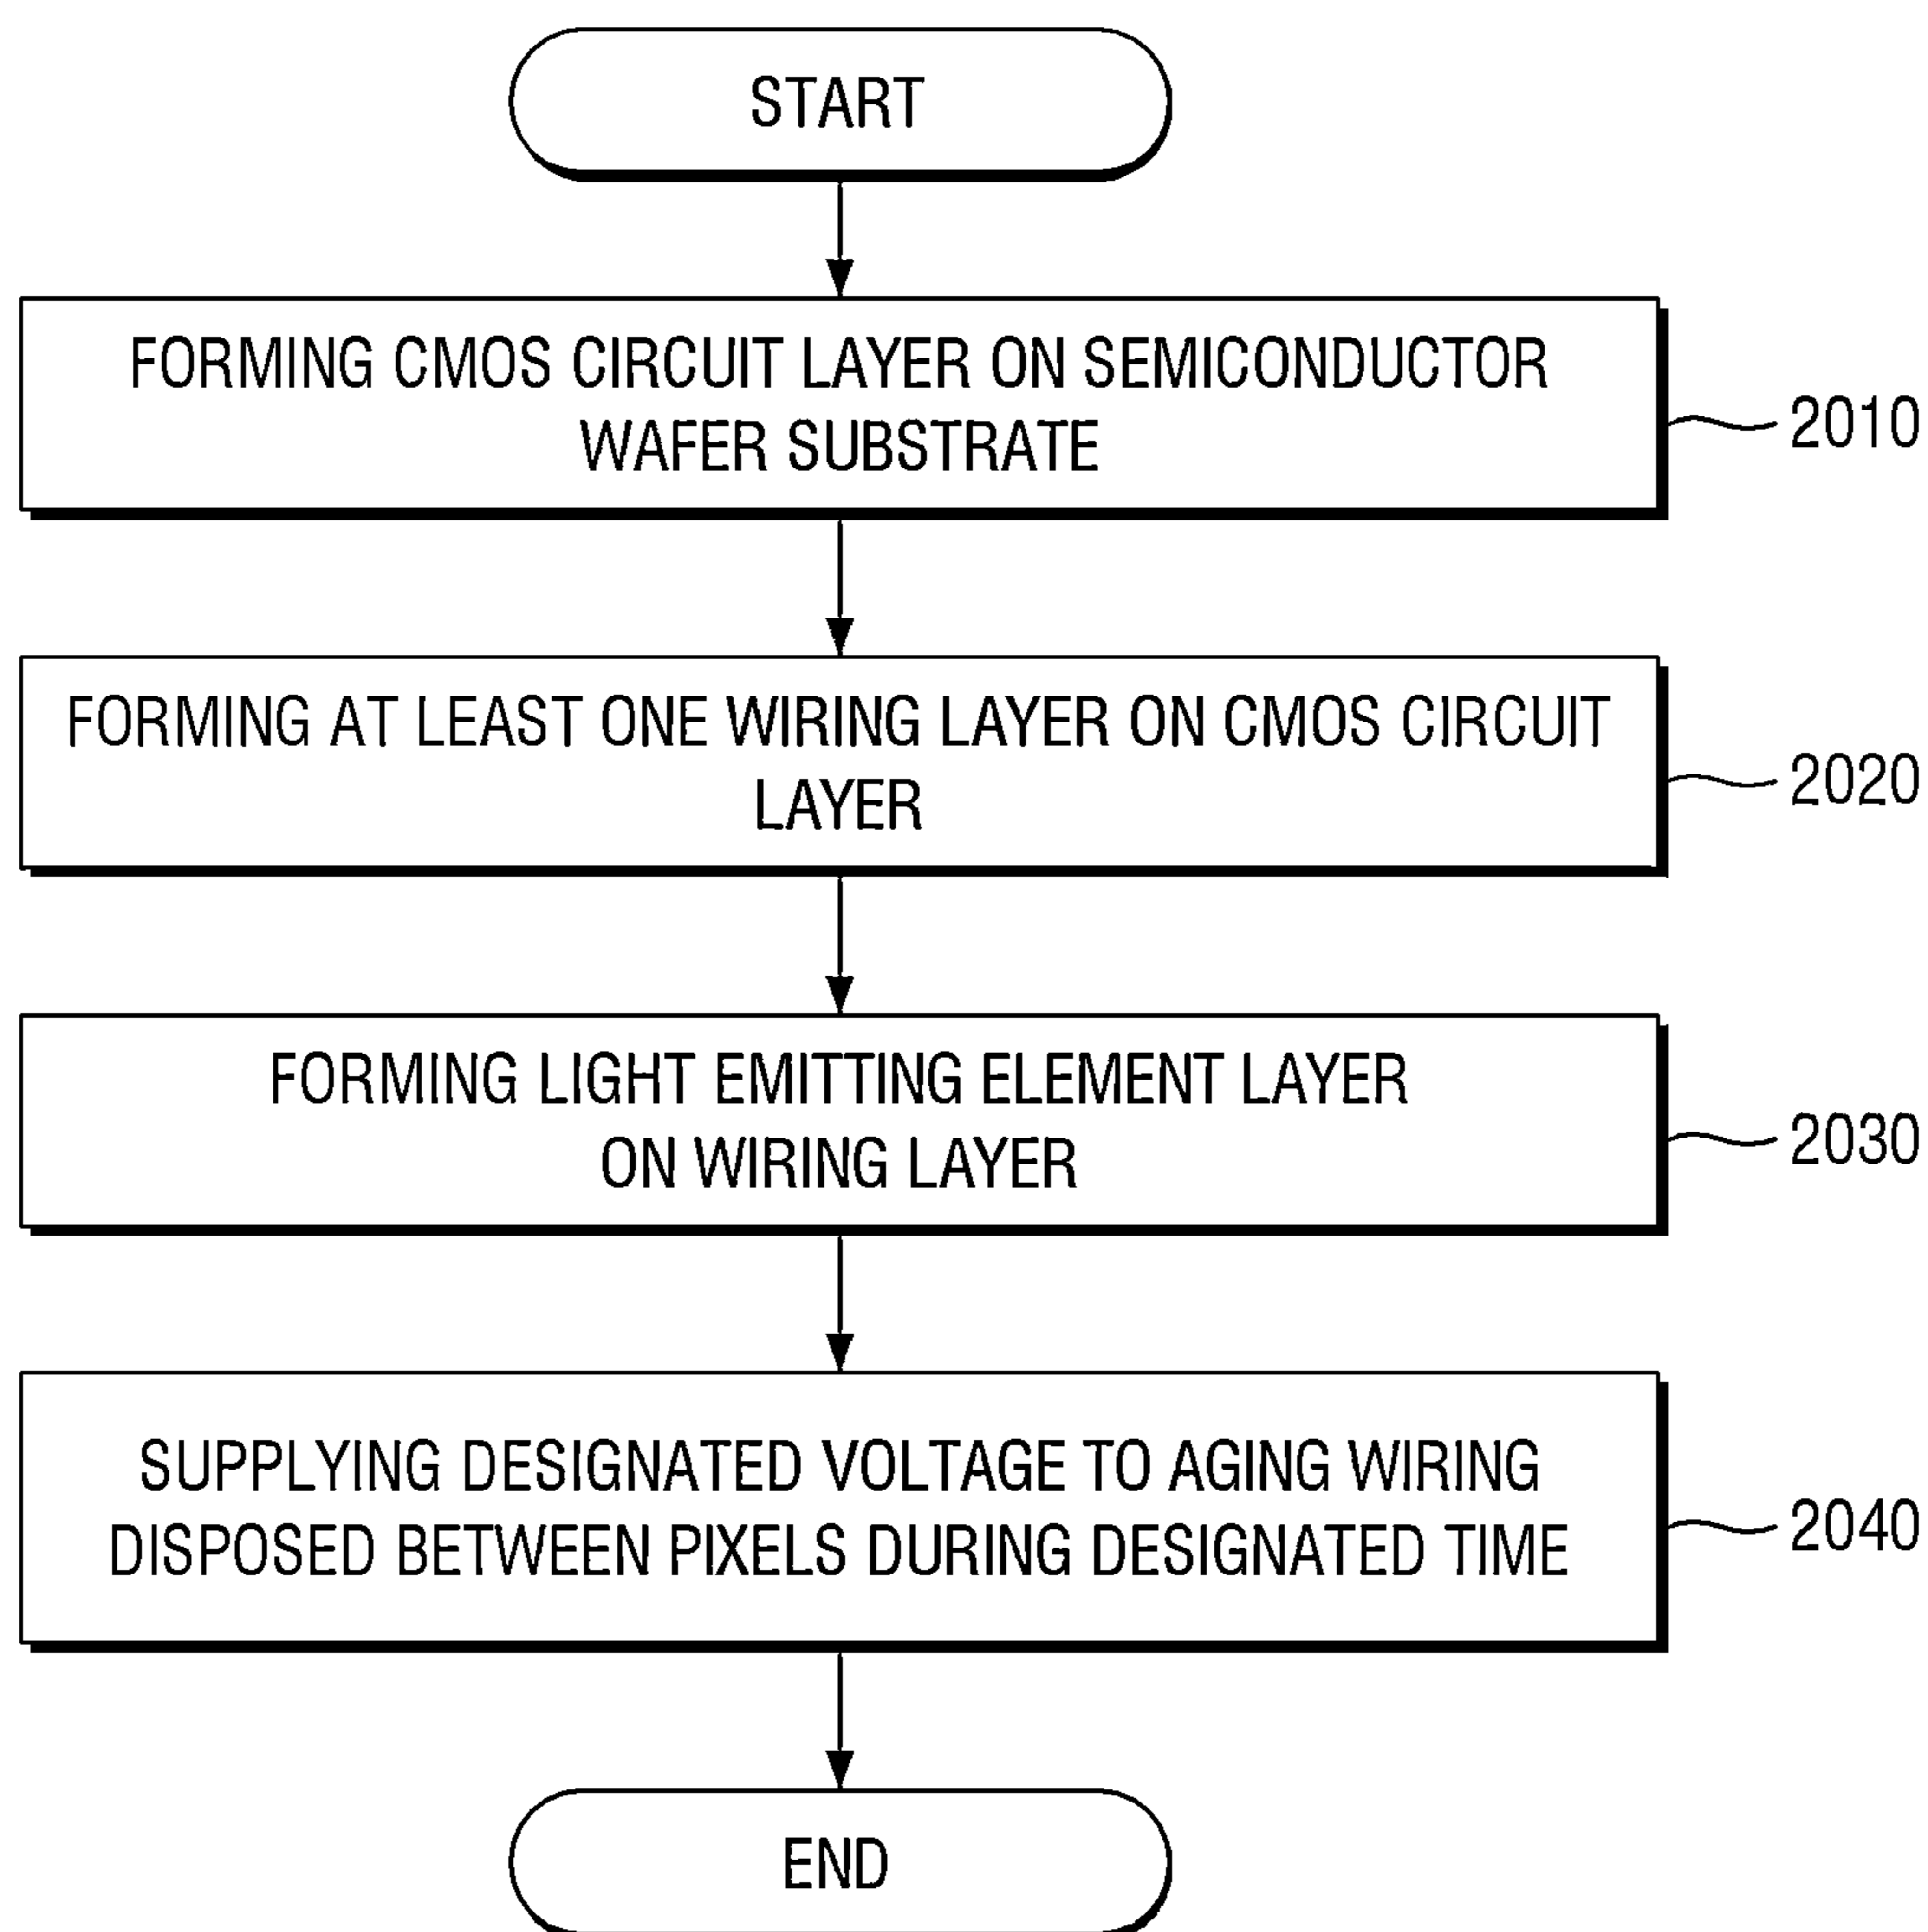 START
FORMING CMOS CIRCUIT LAYER ON SEMICONDUCTOR
WAFER SUBSTRATE
2010
FORMING AT LEAST ONE WIRING LAYER ON CMOS CIRCUIT
LAYER
2020
FORMING LIGHT EMITTING ELEMENT LAYER
ON WIRING LAYER
2030
SUPPLYING DESIGNATED VOLTAGE TO AGING WIRING
DISPOSED BETWEEN PIXELS DURING DESIGNATED TIME
2040
END